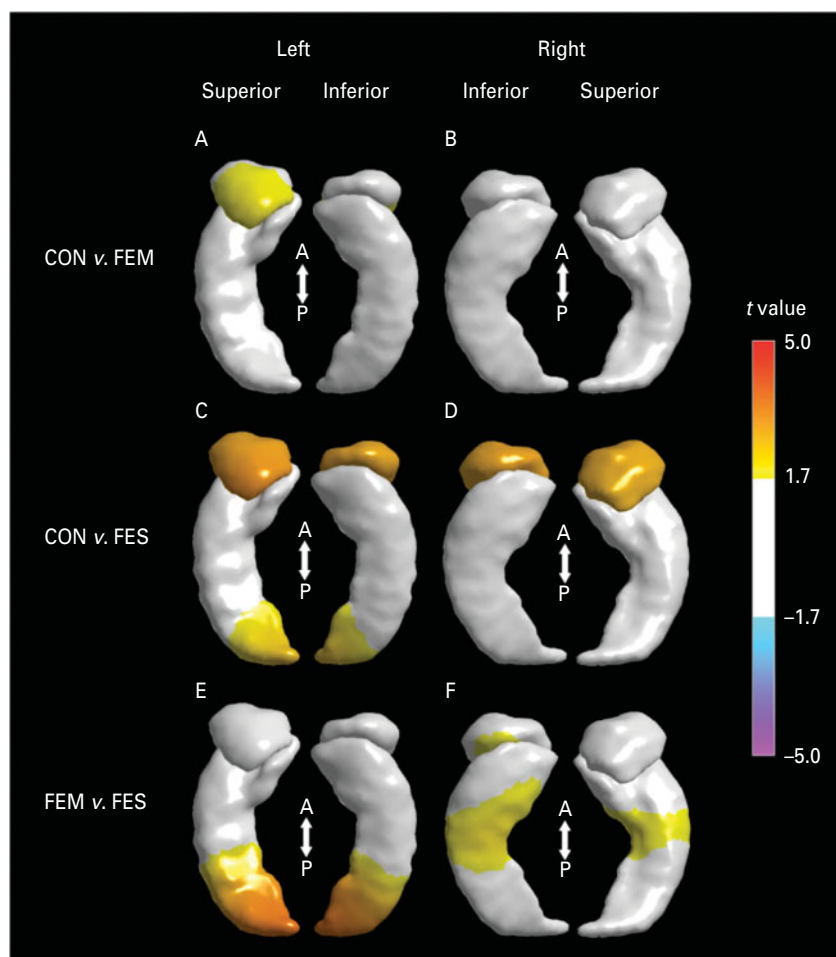 Left Right
Superior Inferior Inferior Superior
A B
CON v. FEM
A A
P P
t value
5.0
1.7
–1.7
–5.0
C D
CON v. FES
A A
P P
E F
FEM v. FES
A A
P P